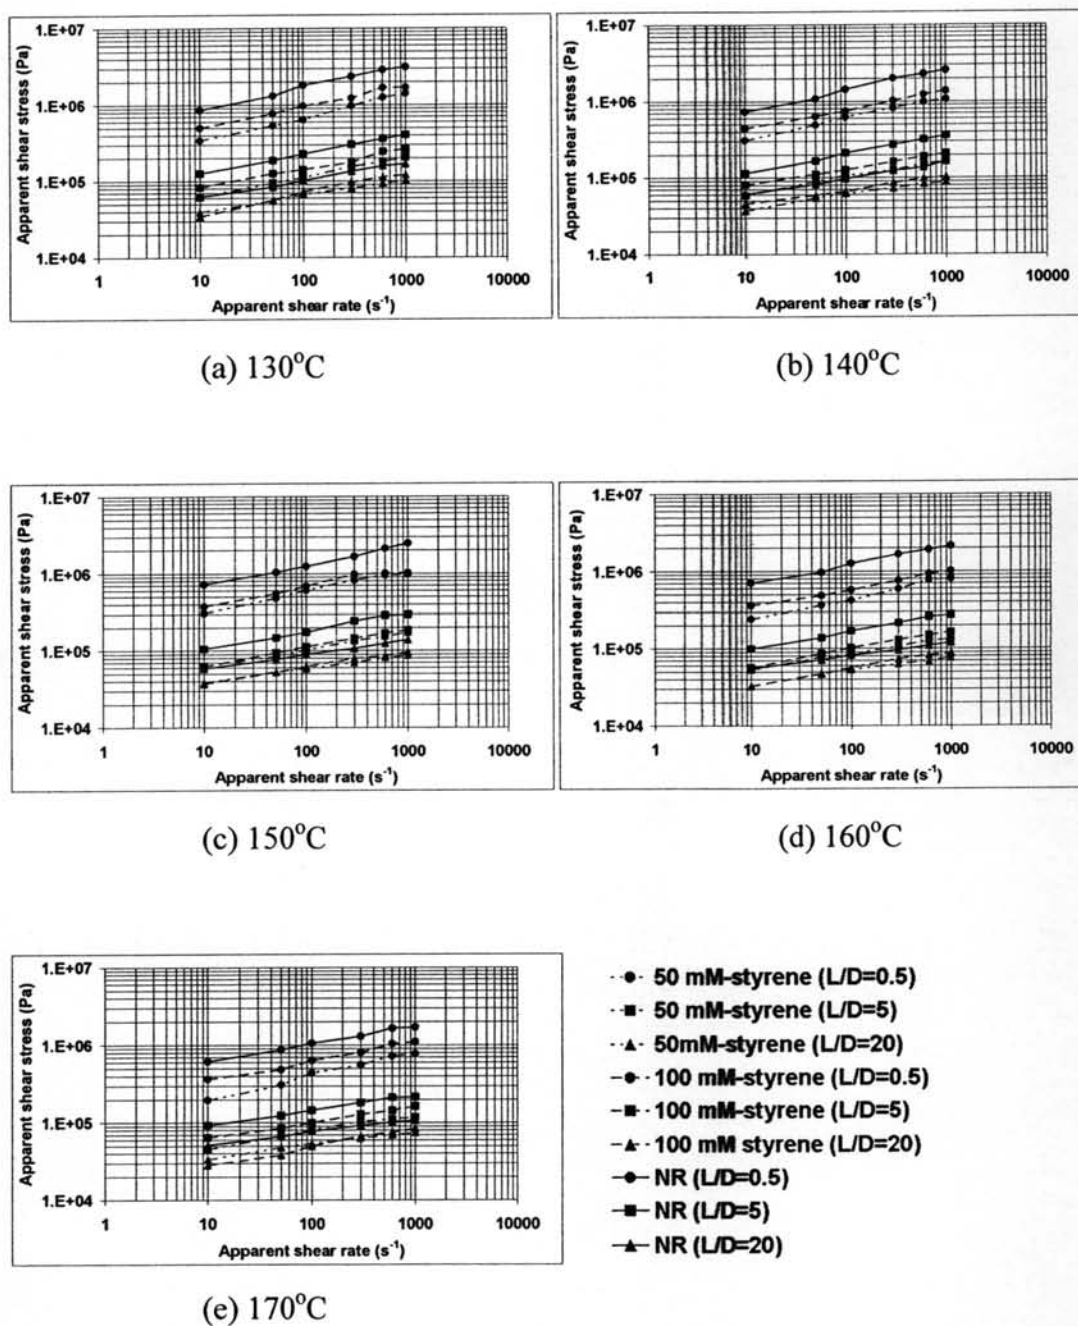 Apparent shear stress (Pa)
1.E+07
1.E+06
1.E+05
1.E+04
1 10 100 1000 10000
Apparent shear rate (s⁻¹)
(a) 130°C
Apparent shear stress (Pa)
1.E+07
1.E+06
1.E+05
1.E+04
1 10 100 1000 10000
Apparent shear rate (s⁻¹)
(b) 140°C
Apparent shear stress (Pa)
1.E+07
1.E+06
1.E+05
1.E+04
1 10 100 1000 10000
Apparent shear rate (s⁻¹)
(c) 150°C
Apparent shear stress (Pa)
1.E+07
1.E+06
1.E+05
1.E+04
1 10 100 1000 10000
Apparent shear rate (s⁻¹)
(d) 160°C
Apparent shear stress (Pa)
1.E+07
1.E+06
1.E+05
1.E+04
1 10 100 1000 10000
Apparent shear rate (s⁻¹)
(e) 170°C
50 mM-styrene (L/D=0.5)
50 mM-styrene (L/D=5)
50mM-styrene (L/D=20)
100 mM-styrene (L/D=0.5)
100 mM-styrene (L/D=5)
100 mM styrene (L/D=20)
NR (L/D=0.5)
NR (L/D=5)
NR (L/D=20)